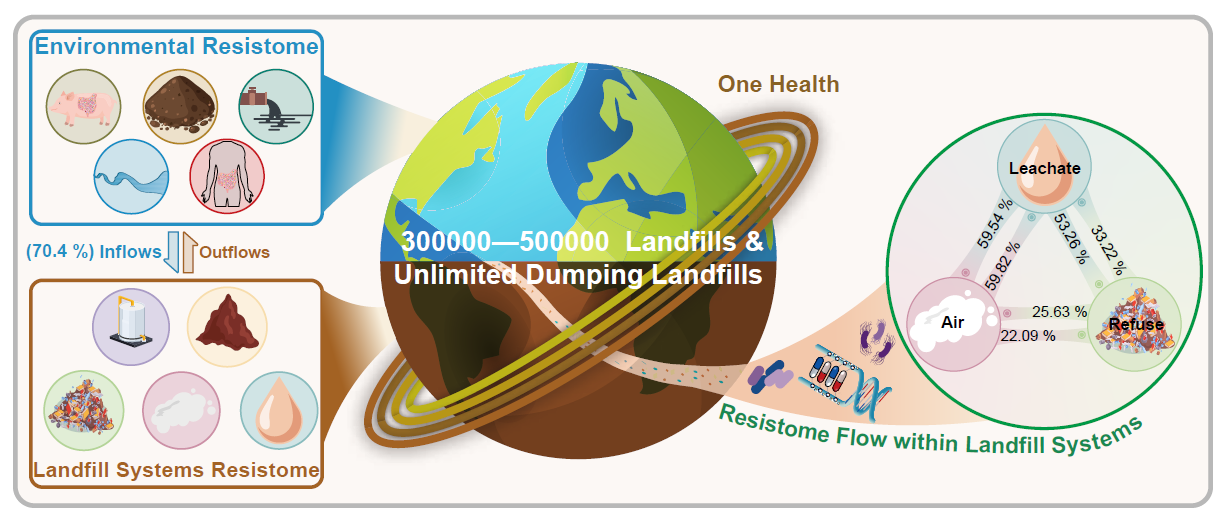 Environmental Resistome
One Health
(70.4 %) Inflows
Outflows
300000—500000 Landfills &
Unlimited Dumping Landfills
Landfill Systems Resistome
Leachate
59.54 %
59.82 %
53.26 %
33.22 %
Air
25.63 %
22.09 %
Refuse
Resistome Flow within Landfill Systems